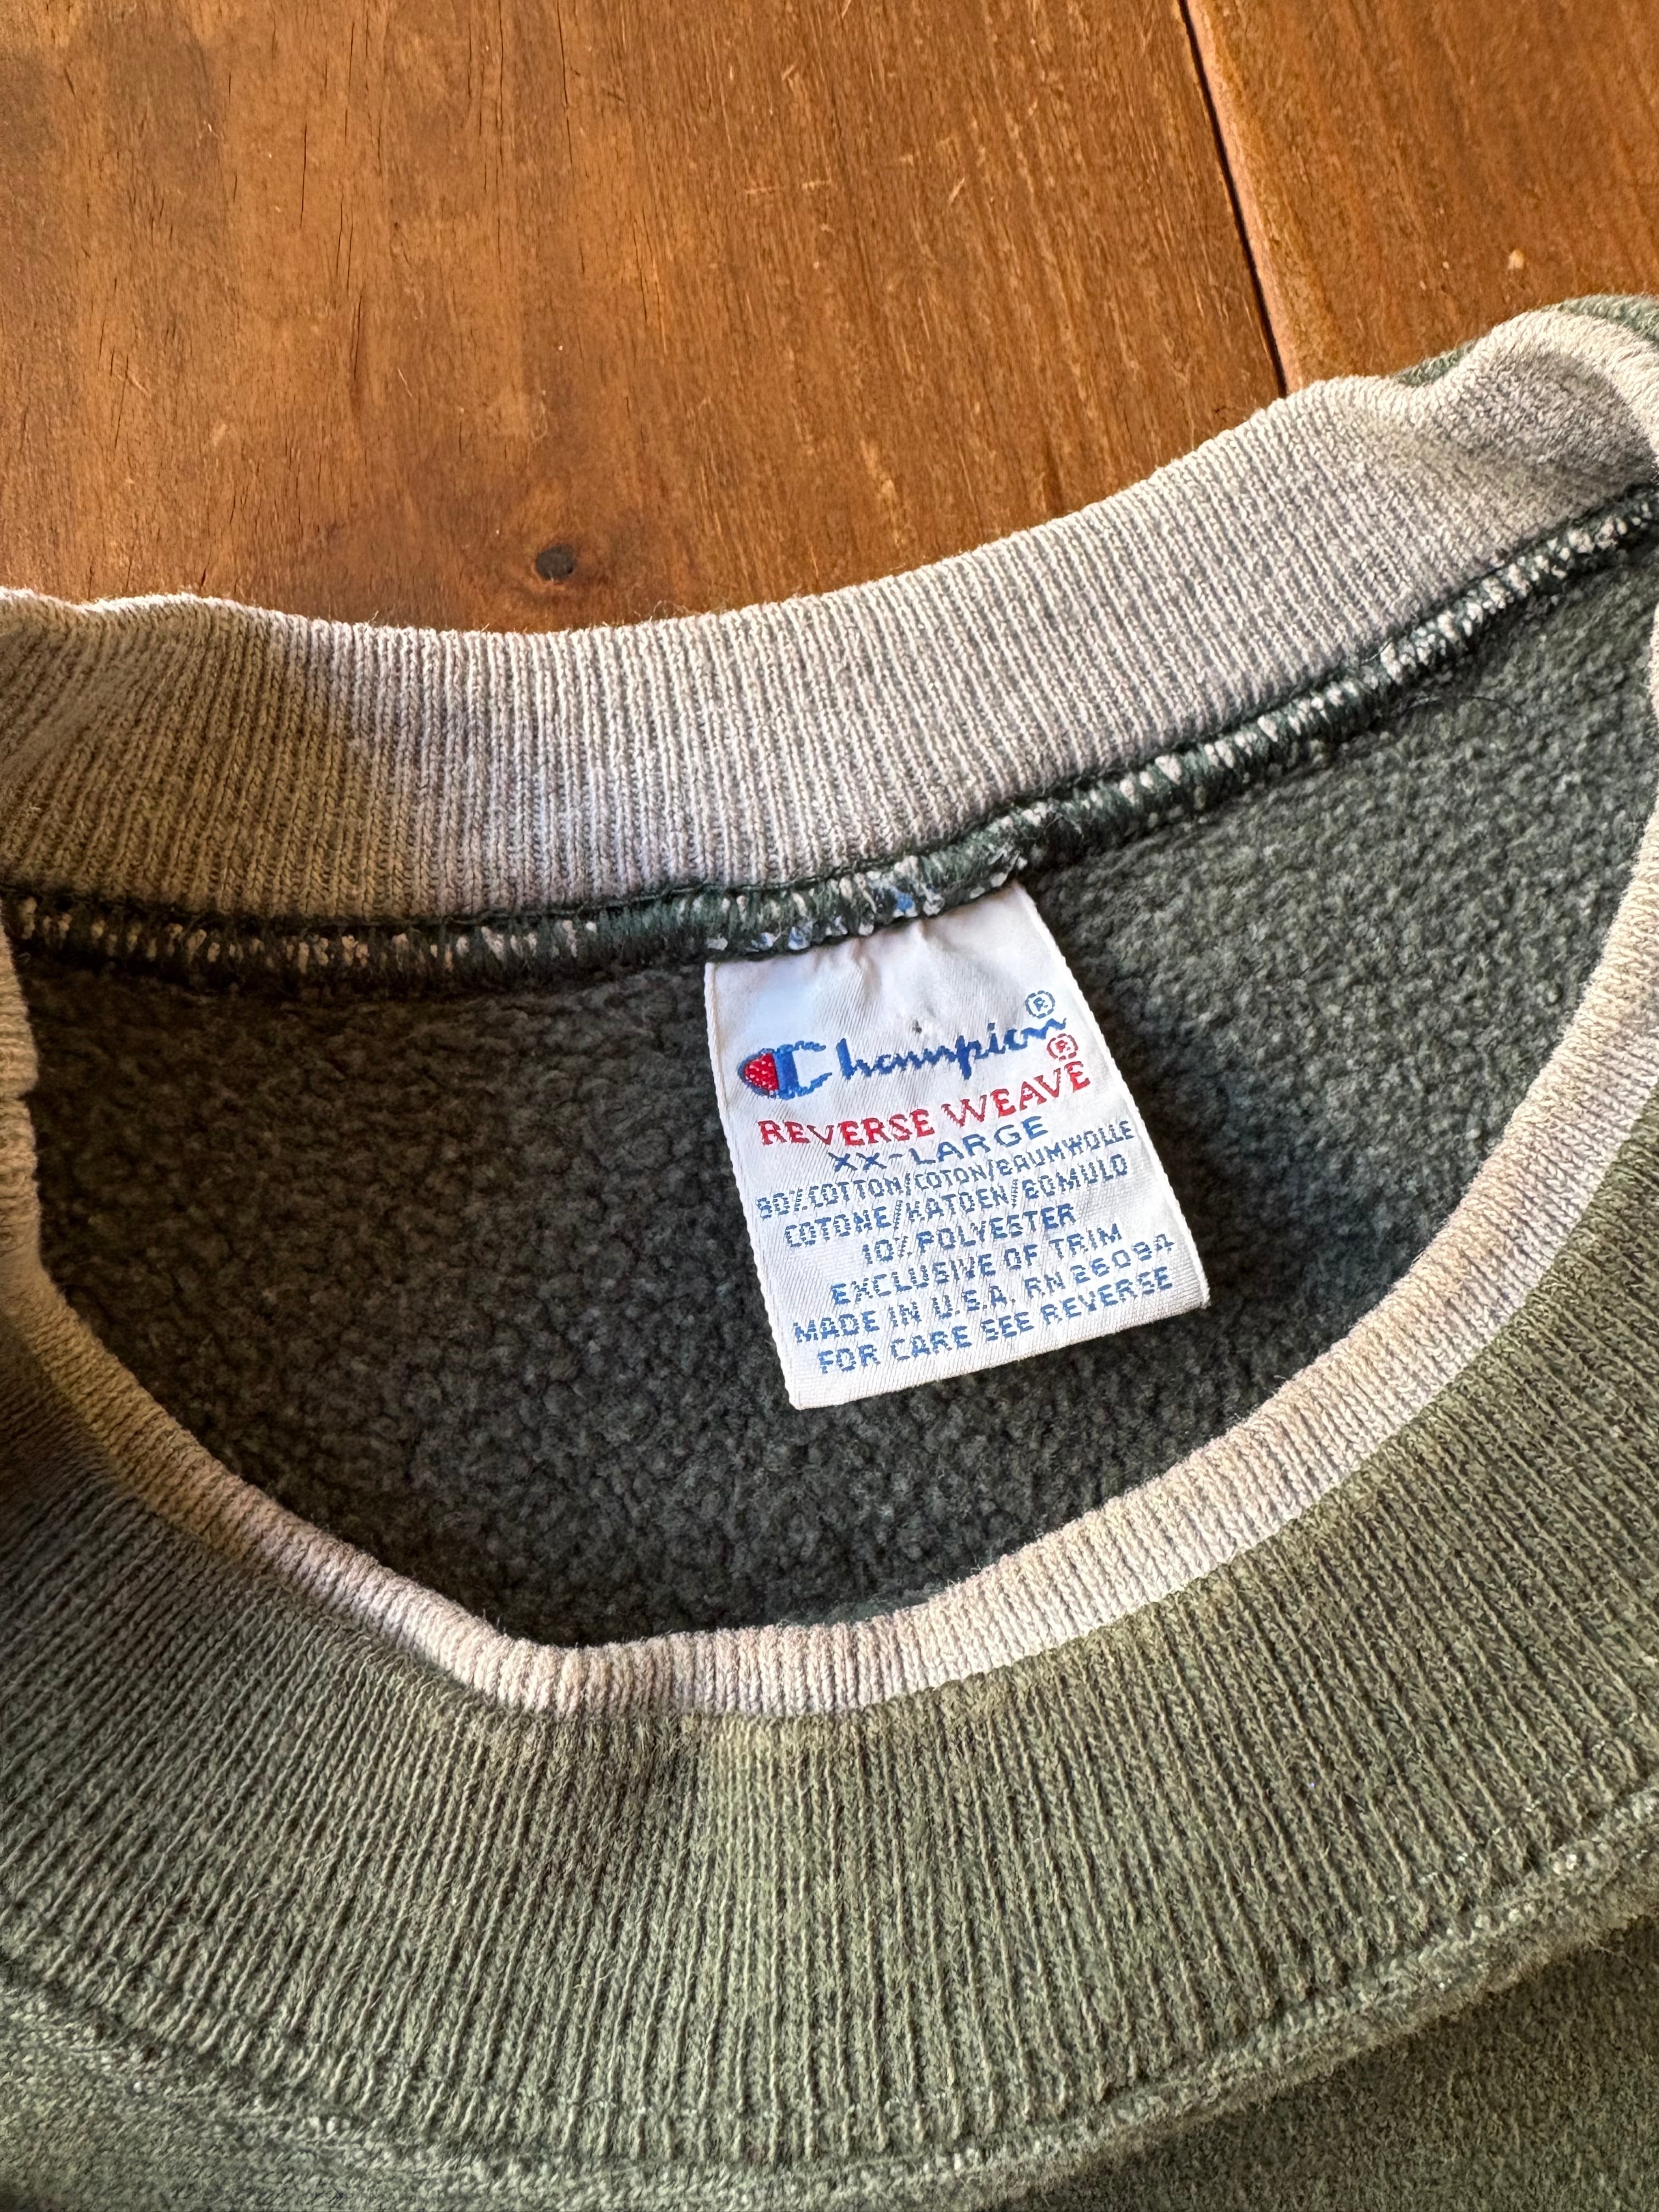 Champion®
REVERSE WEAVE®
XX-LARGE
90% COTTON/COTON/BAUMWOLLE
COTONE/KATOEN/BOMULD
10% POLYESTER
EXCLUSIVE OF TRIM
MADE IN U.S.A. RN 26094
FOR CARE SEE REVERSE